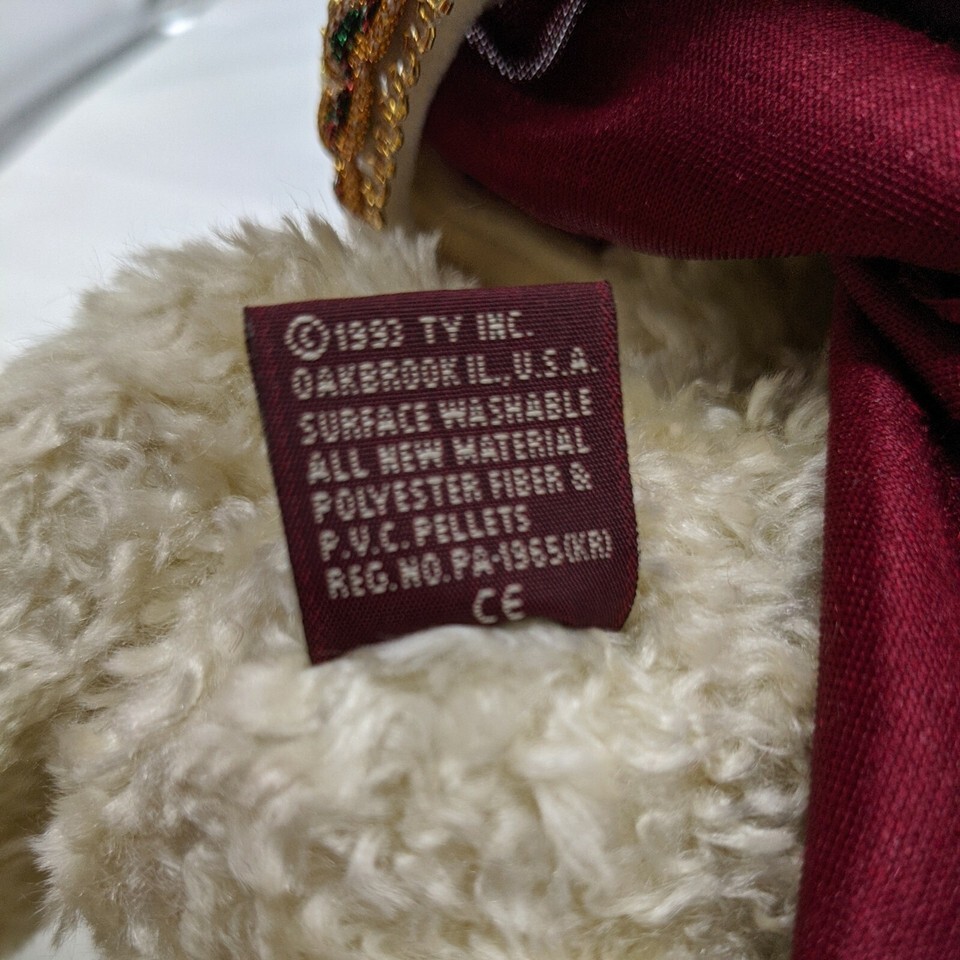 ©1993 TY INC.
OAKBROOK IL., U.S.A.
SURFACE WASHABLE
ALL NEW MATERIAL
POLYESTER FIBER &
P.V.C. PELLETS
REG. NO. PA-1965(KR)
CE